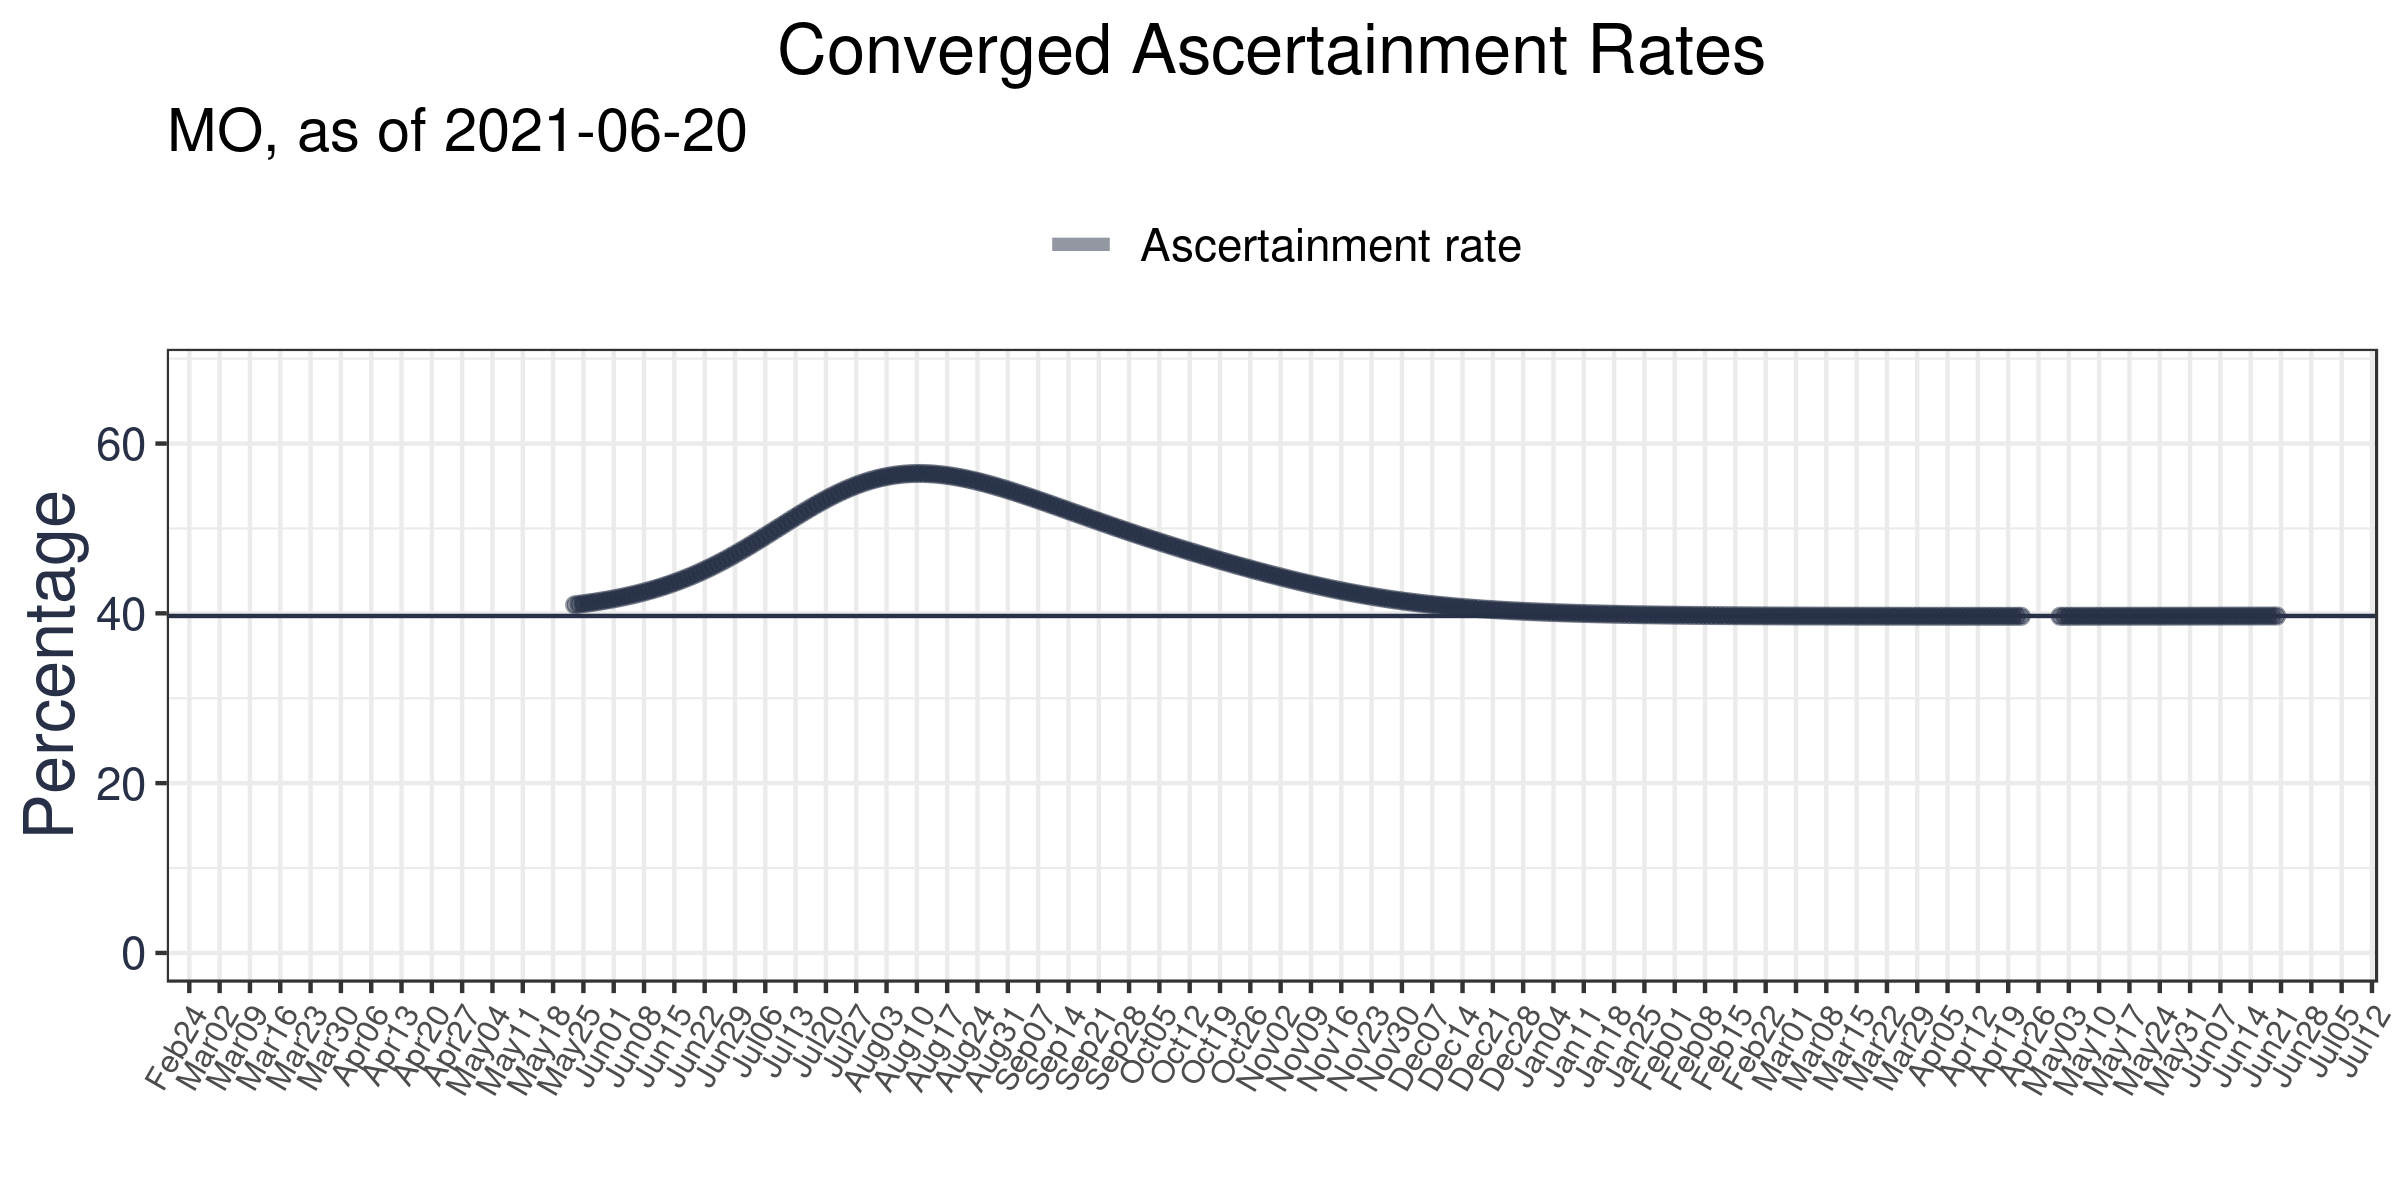 Converged Ascertainment Rates
MO, as of 2021-06-20
Ascertainment rate
Percentage
60
40
20
0
Feb24
Mar02
Mar09
Mar16
Mar23
Mar30
Apr06
Apr13
Apr20
Apr27
May04
May11
May18
May25
Jun01
Jun08
Jun15
Jun22
Jun29
Jul06
Jul13
Jul20
Jul27
Aug03
Aug10
Aug17
Aug24
Aug31
Sep07
Sep14
Sep21
Sep28
Oct05
Oct12
Oct19
Oct26
Nov02
Nov09
Nov16
Nov23
Nov30
Dec07
Dec14
Dec21
Dec28
Jan04
Jan11
Jan18
Jan25
Feb01
Feb08
Feb15
Feb22
Mar01
Mar08
Mar15
Mar22
Mar29
Apr05
Apr12
Apr19
Apr26
May03
May10
May17
May24
May31
Jun07
Jun14
Jun21
Jun28
Jul05
Jul12